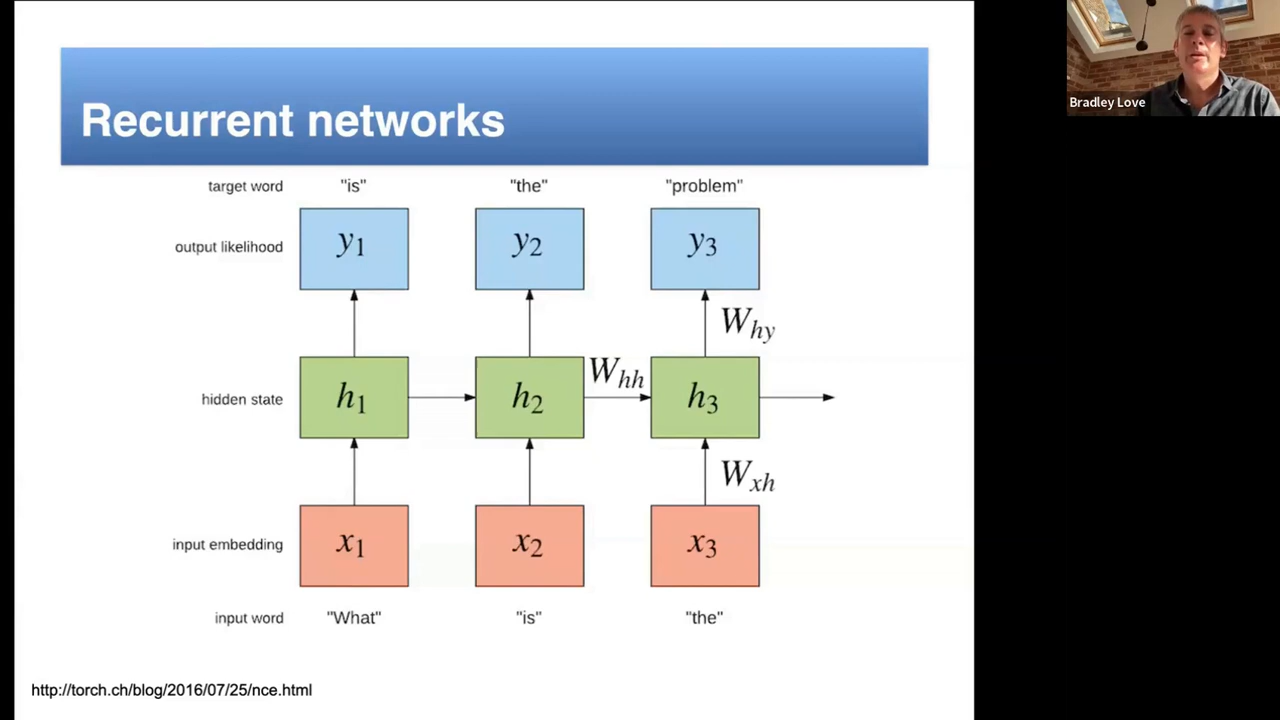 Recurrent networks
Bradley Love
target word "is" "the" "problem"
output likelihood y1 y2 y3
Why
hidden state h1 h2 Whh h3
Wxh
input embedding x1 x2 x3
input word "What" "is" "the"
http://torch.ch/blog/2016/07/25/nce.html